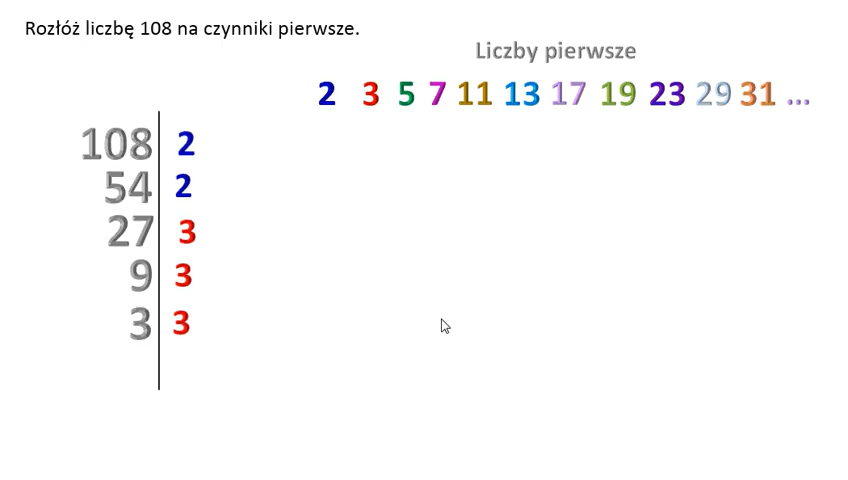 Rozłóż liczbę 108 na czynniki pierwsze.
Liczby pierwsze
2 3 5 7 11 13 17 19 23 29 31 ...
108 2
54 2
27 3
9 3
3 3